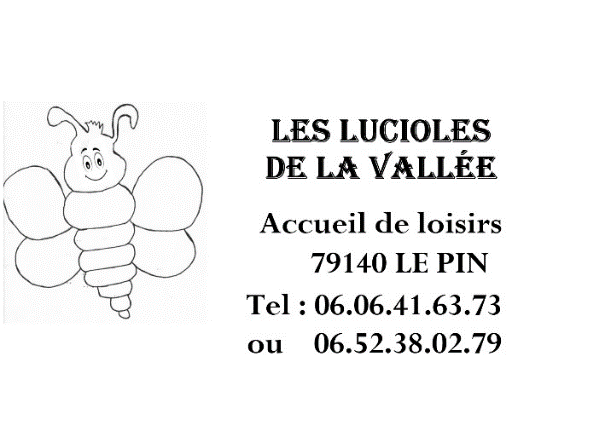 LES LUCIOLES
DE LA VALLÉE
Accueil de loisirs
79140 LE PIN
Tel : 06.06.41.63.73
ou 06.52.38.02.79